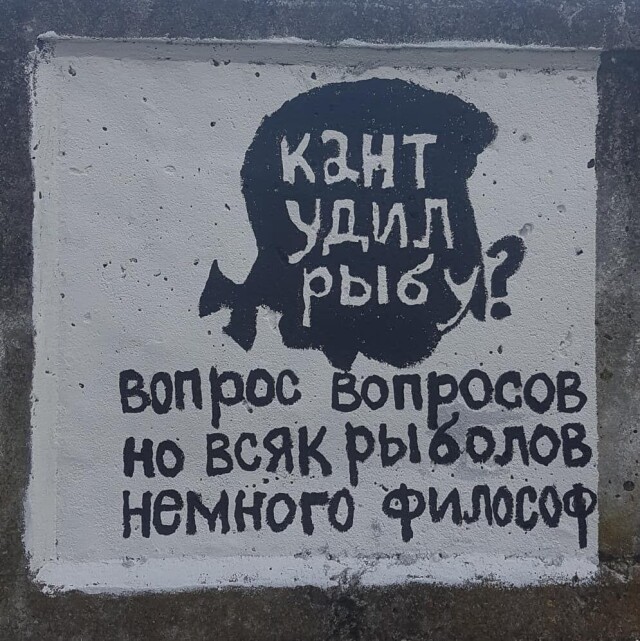 кант
удил
рыбу?
вопрос вопросов
но всяк рыболов
немного философ